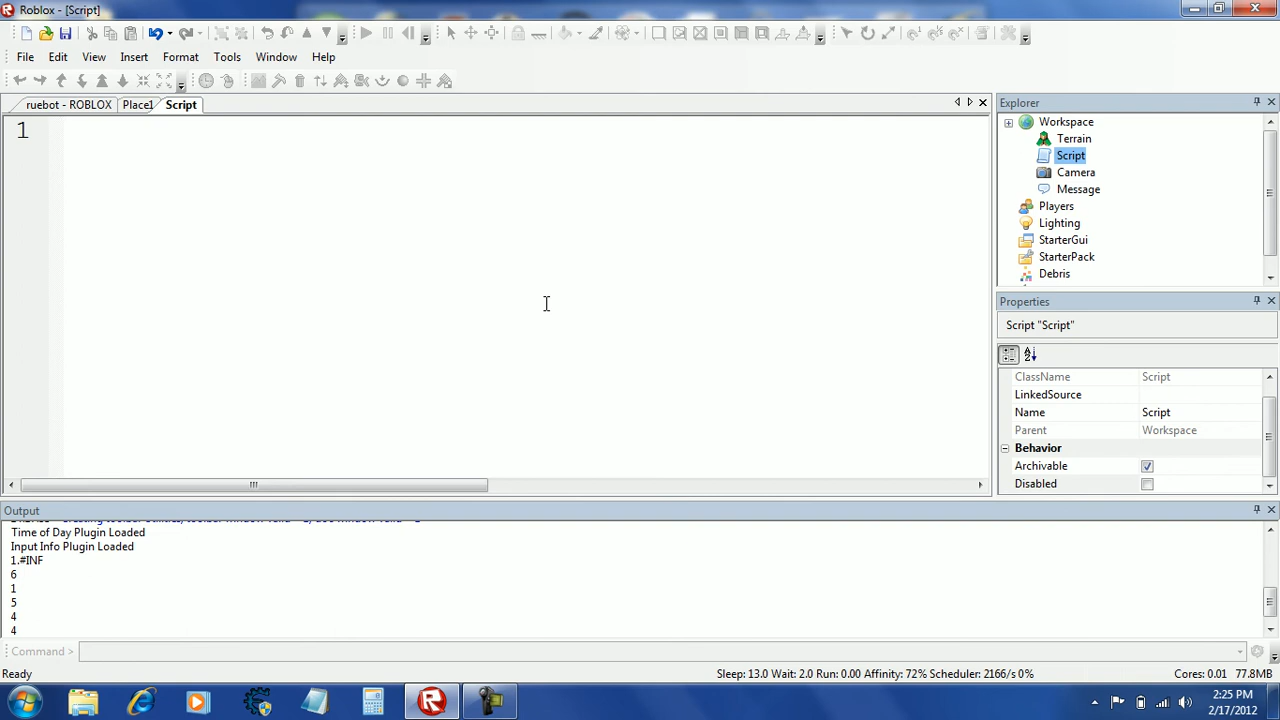 Roblox - [Script]
File Edit View Insert Format Tools Window Help
ruebot - ROBLOX Place1 Script
1
Explorer
Workspace
Terrain
Script
Camera
Message
Players
Lighting
StarterGui
StarterPack
Debris
Properties
Script "Script"
ClassName Script
LinkedSource
Name Script
Parent Workspace
Behavior
Archivable
Disabled
Output
Time of Day Plugin Loaded
Input Info Plugin Loaded
1.#INF
6
1
5
4
4
Command >
Ready
Sleep: 13.0 Wait: 2.0 Run: 0.00 Affinity: 72% Scheduler: 2166/s 0%
Cores: 0.01 77.8MB
2:25 PM
2/17/2012